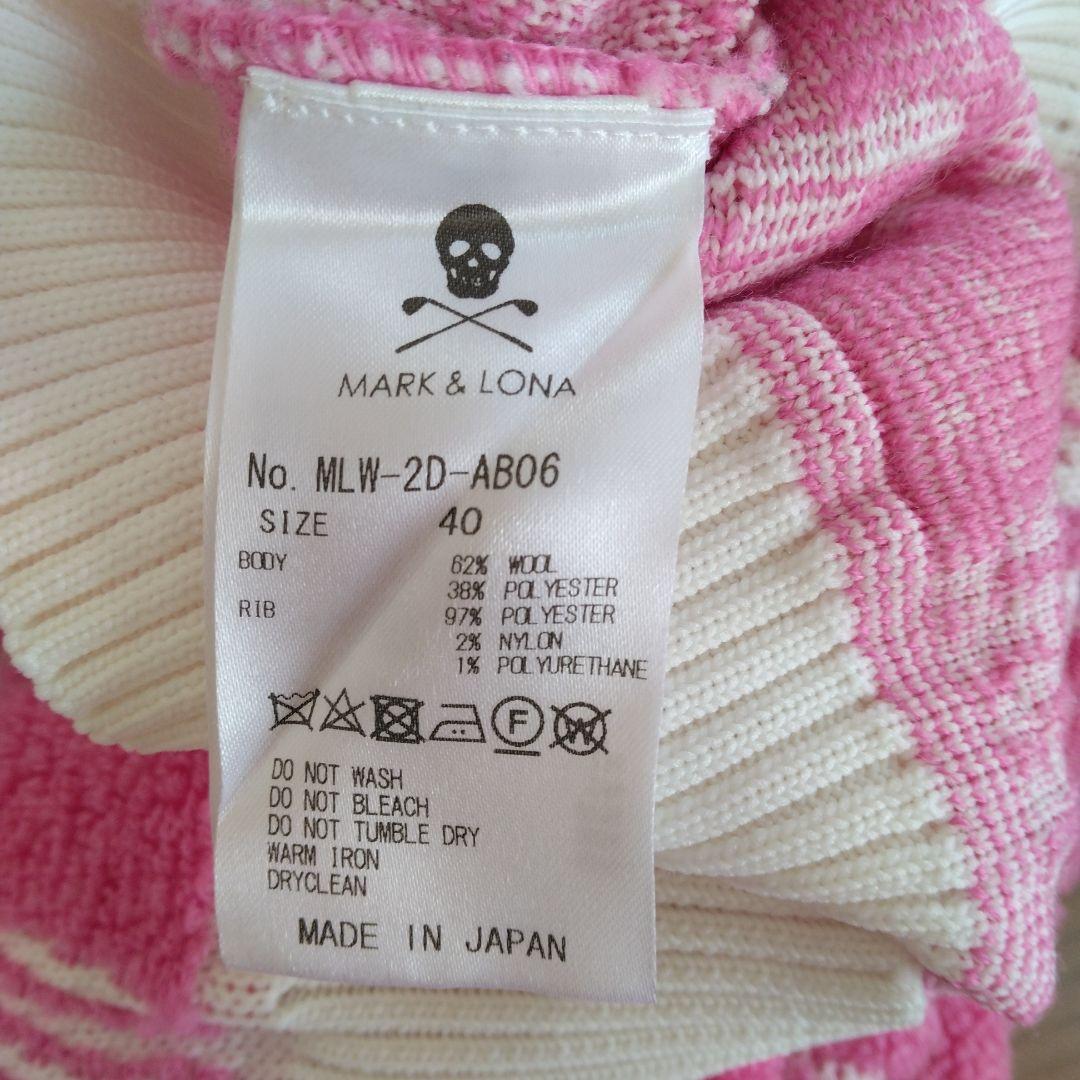 MARK & LONA
No. MLW-2D-AB06
SIZE 40
BODY 62% WOOL
38% POLYESTER
RIB 97% POLYESTER
2% NYLON
1% POLYURETHANE
F W
DO NOT WASH
DO NOT BLEACH
DO NOT TUMBLE DRY
WARM IRON
DRYCLEAN
MADE IN JAPAN